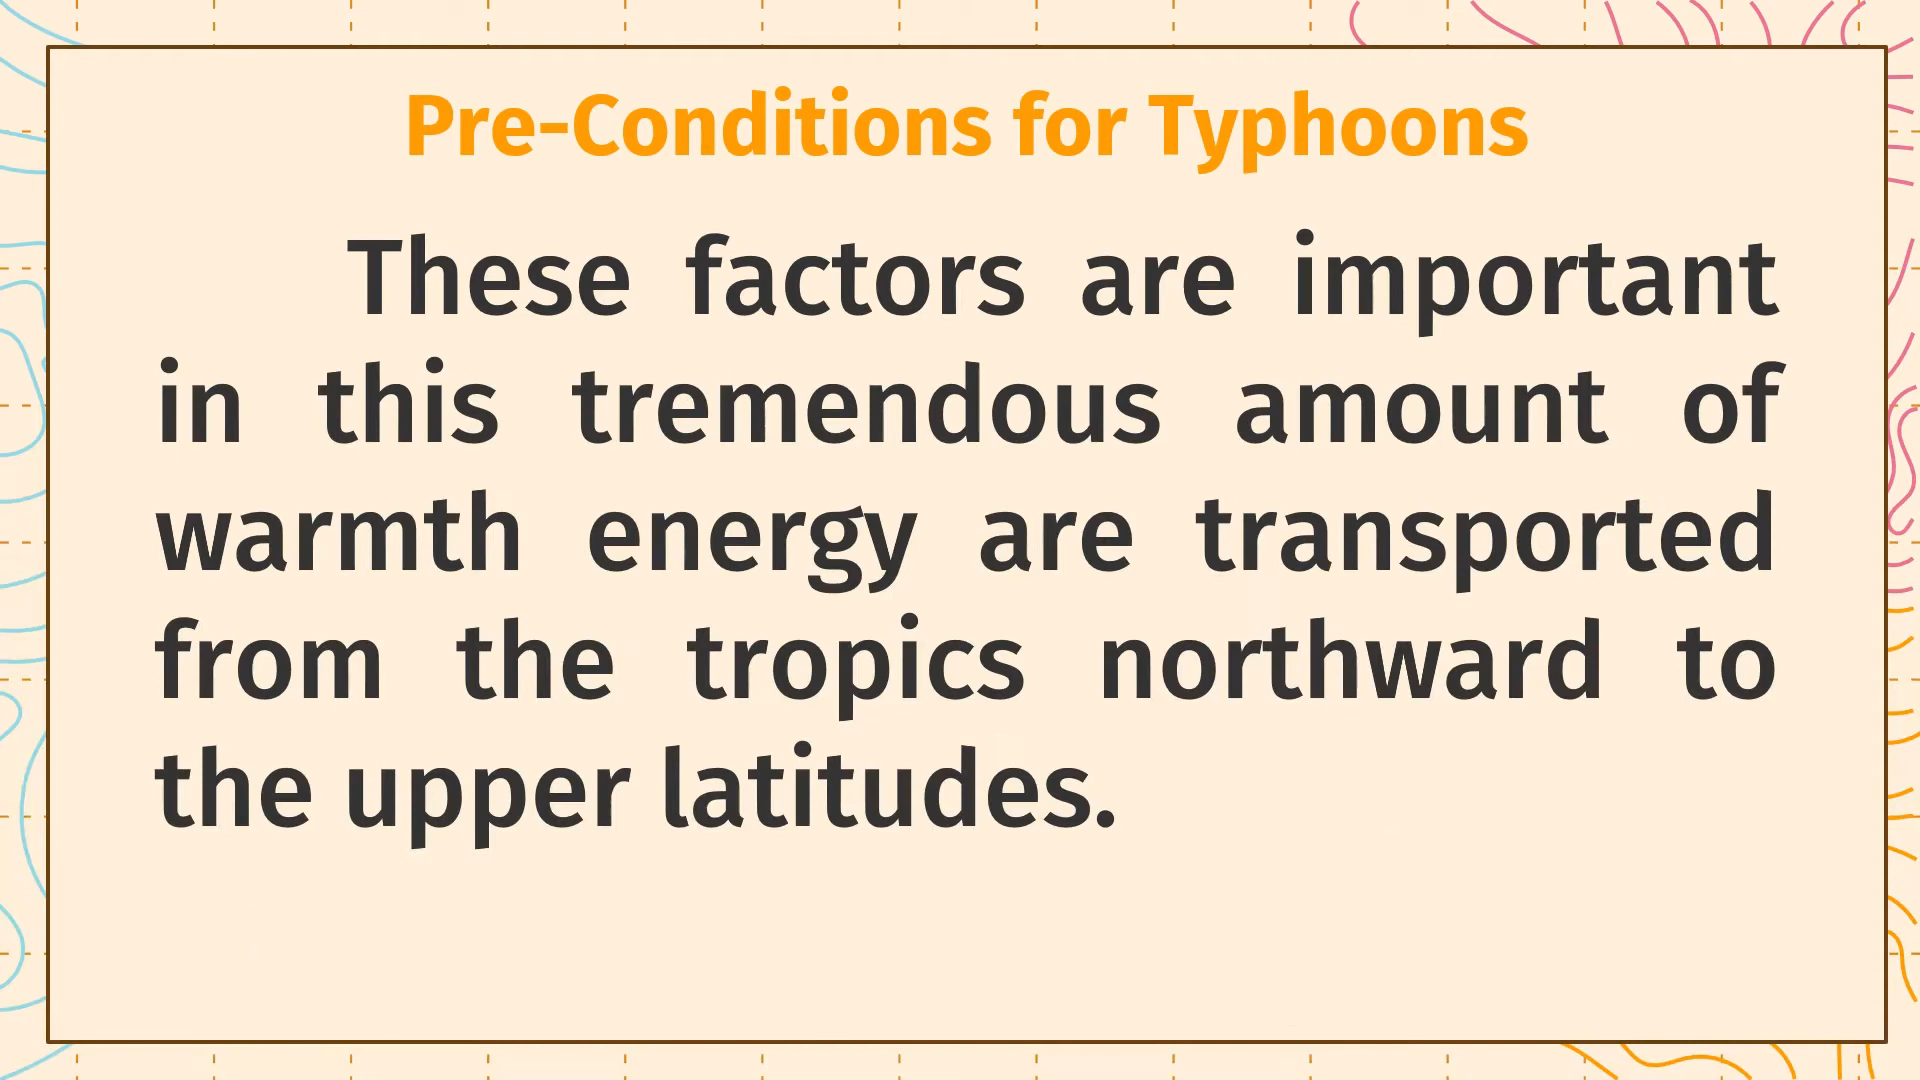 Pre-Conditions for Typhoons
These factors are important
in this tremendous amount of
warmth energy are transported
from the tropics northward to
the upper latitudes.